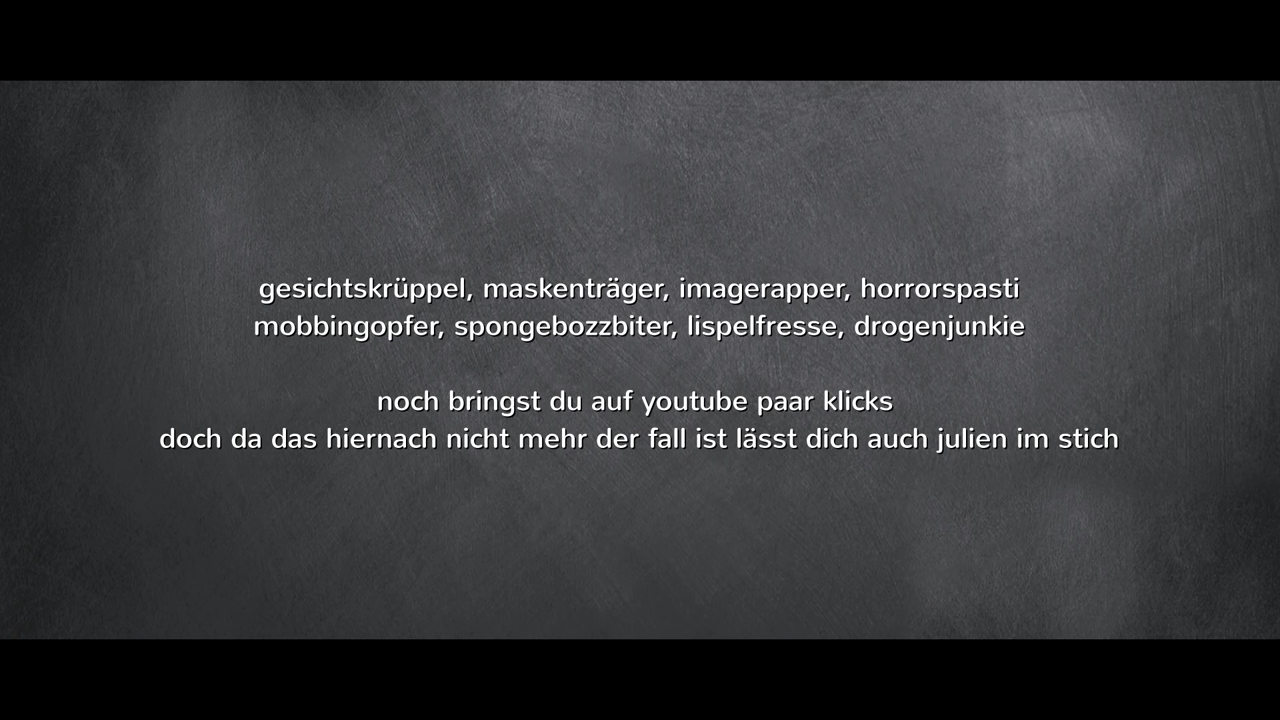 gesichtskrüppel, maskenträger, imagerapper, horrorspasti
mobbingopfer, spongebozzbiter, lispelfresse, drogenjunkie
noch bringst du auf youtube paar klicks
doch da das hiernach nicht mehr der fall ist lässt dich auch julien im stich